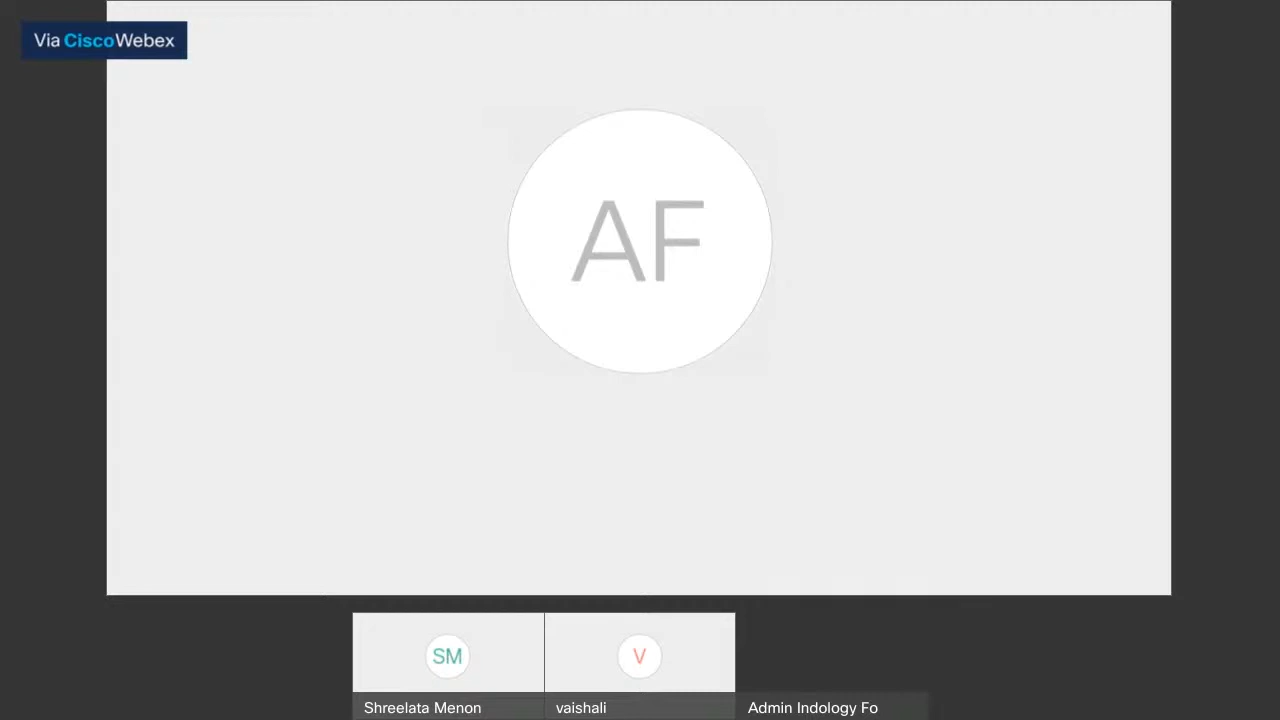 Via CiscoWebex
AF
SM
V
Shreelata Menon
vaishali
Admin Indology Fo